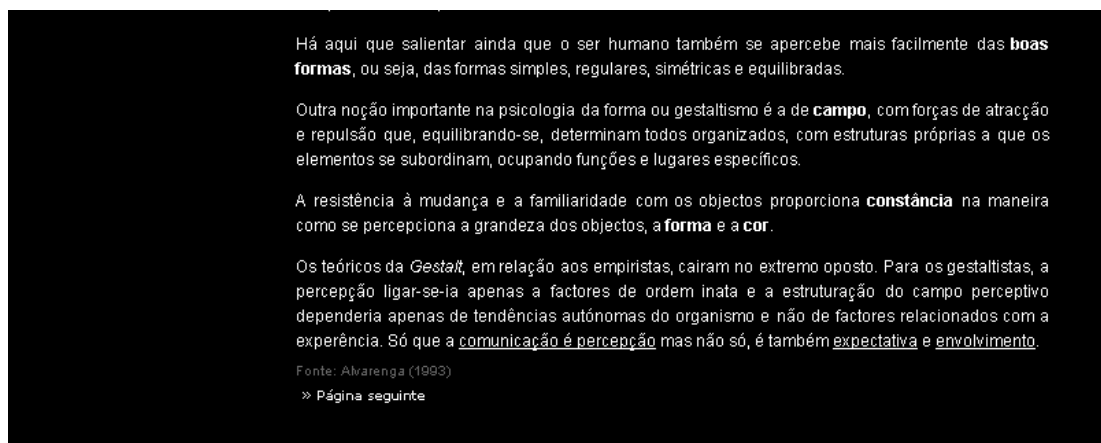 Há aqui que salientar ainda que o ser humano também se apercebe mais facilmente das boas
formas, ou seja, das formas simples, regulares, simétricas e equilibradas.
Outra noção importante na psicologia da forma ou gestaltismo é a de campo, com forças de atracção
e repulsão que, equilibrando-se, determinam todos organizados, com estruturas próprias a que os
elementos se subordinam, ocupando funções e lugares específicos.
A resistência à mudança e a familiaridade com os objectos proporciona constância na maneira
como se percepciona a grandeza dos objectos, a forma e a cor.
Os teóricos da Gestalt, em relação aos empiristas, cairam no extremo oposto. Para os gestaltistas, a
percepção ligar-se-ia apenas a factores de ordem inata e a estruturação do campo perceptivo
dependeria apenas de tendências autónomas do organismo e não de factores relacionados com a
experência. Só que a comunicação é percepção mas não só, é também expectativa e envolvimento.
Fonte: Alvarenga (1993)
» Página seguinte